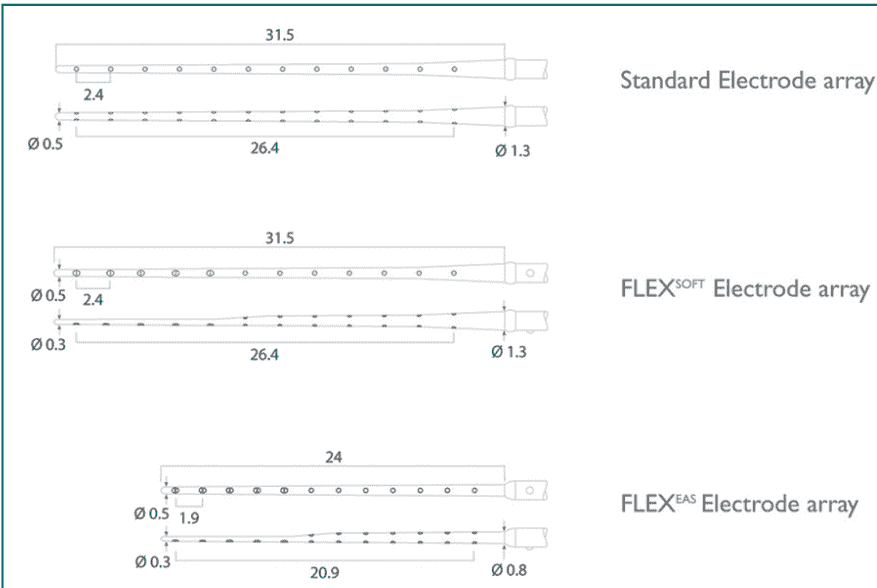 31.5
Standard Electrode array
2.4
Ø 0.5
26.4
Ø 1.3
31.5
Ø 0.5
2.4
FLEXSOFT Electrode array
Ø 0.3
26.4
Ø 1.3
24
Ø 0.5
1.9
FLEXEAS Electrode array
Ø 0.3
20.9
Ø 0.8